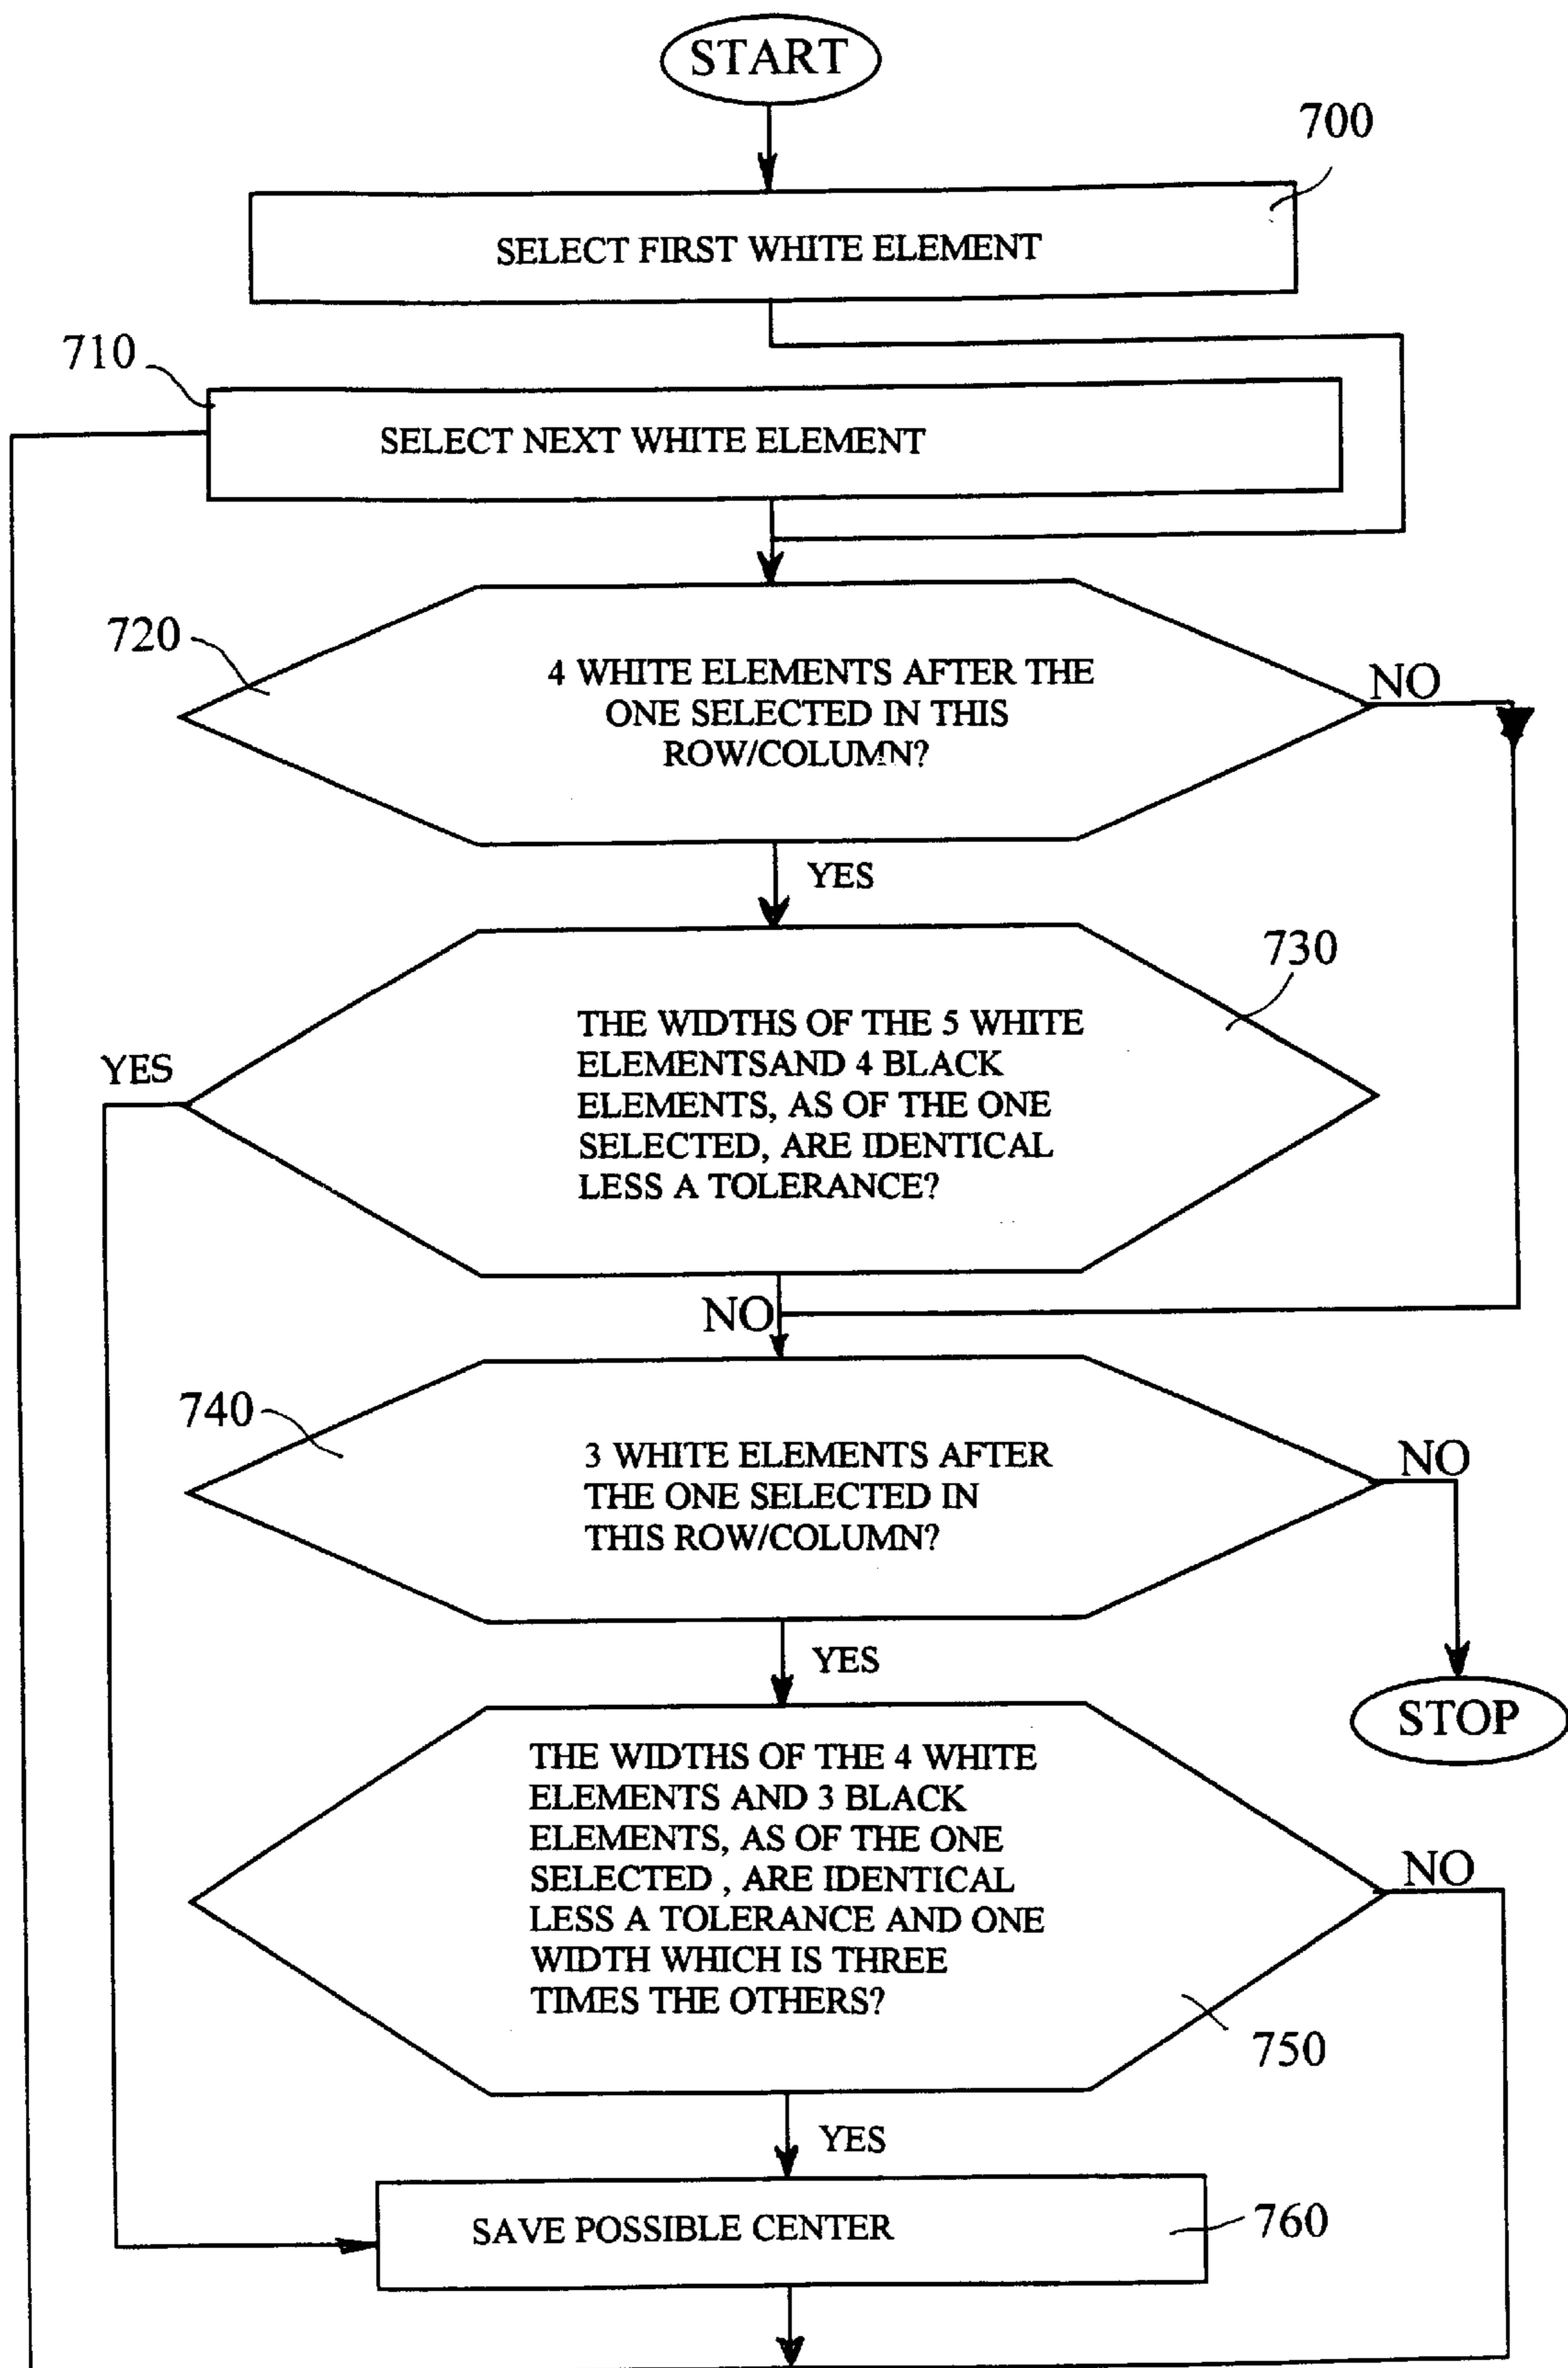 START
700
SELECT FIRST WHITE ELEMENT
710
SELECT NEXT WHITE ELEMENT
720
4 WHITE ELEMENTS AFTER THE
ONE SELECTED IN THIS
ROW/COLUMN?
NO
YES
730
THE WIDTHS OF THE 5 WHITE
ELEMENTSAND 4 BLACK
ELEMENTS, AS OF THE ONE
SELECTED, ARE IDENTICAL
LESS A TOLERANCE?
YES
NO
740
3 WHITE ELEMENTS AFTER
THE ONE SELECTED IN
THIS ROW/COLUMN?
NO
YES
STOP
THE WIDTHS OF THE 4 WHITE
ELEMENTS AND 3 BLACK
ELEMENTS, AS OF THE ONE
SELECTED , ARE IDENTICAL
LESS A TOLERANCE AND ONE
WIDTH WHICH IS THREE
TIMES THE OTHERS?
NO
750
YES
SAVE POSSIBLE CENTER
760